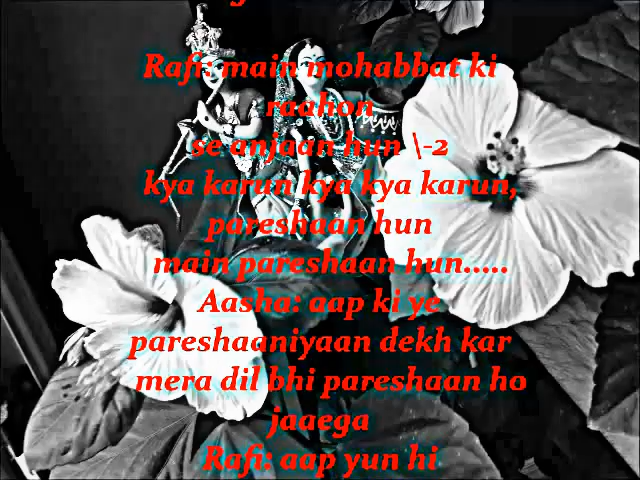 Rafi: main mohabbat ki
raahon
se anjaan hun \-2
kya karun kya kya karun,
pareshaan hun
main pareshaan hun.....
Aasha: aap ki ye
pareshaaniyaan dekh kar
mera dil bhi pareshaan ho
jaaega
Rafi: aap yun hi